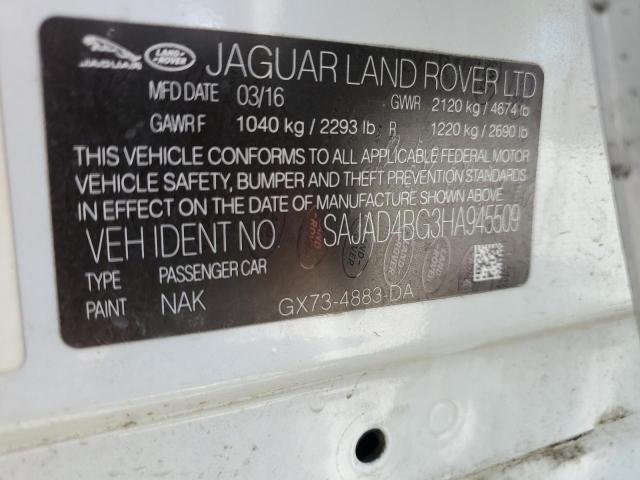 JAGUAR LAND-ROVER JAGUAR LAND ROVER LTD
MFD DATE 03/16 GVWR 2120 kg / 4674 lb
GAWR F 1040 kg / 2293 lb R 1220 kg / 2690 lb
THIS VEHICLE CONFORMS TO ALL APPLICABLE FEDERAL MOTOR
VEHICLE SAFETY, BUMPER AND THEFT PREVENTION STANDARDS
IN EFFECT ON THE DATE OF MANUFACTURE SHOWN ABOVE.
VEH IDENT NO. SAJAD4BG3HA945509
TYPE PASSENGER CAR
PAINT NAK GX73-4883-DA